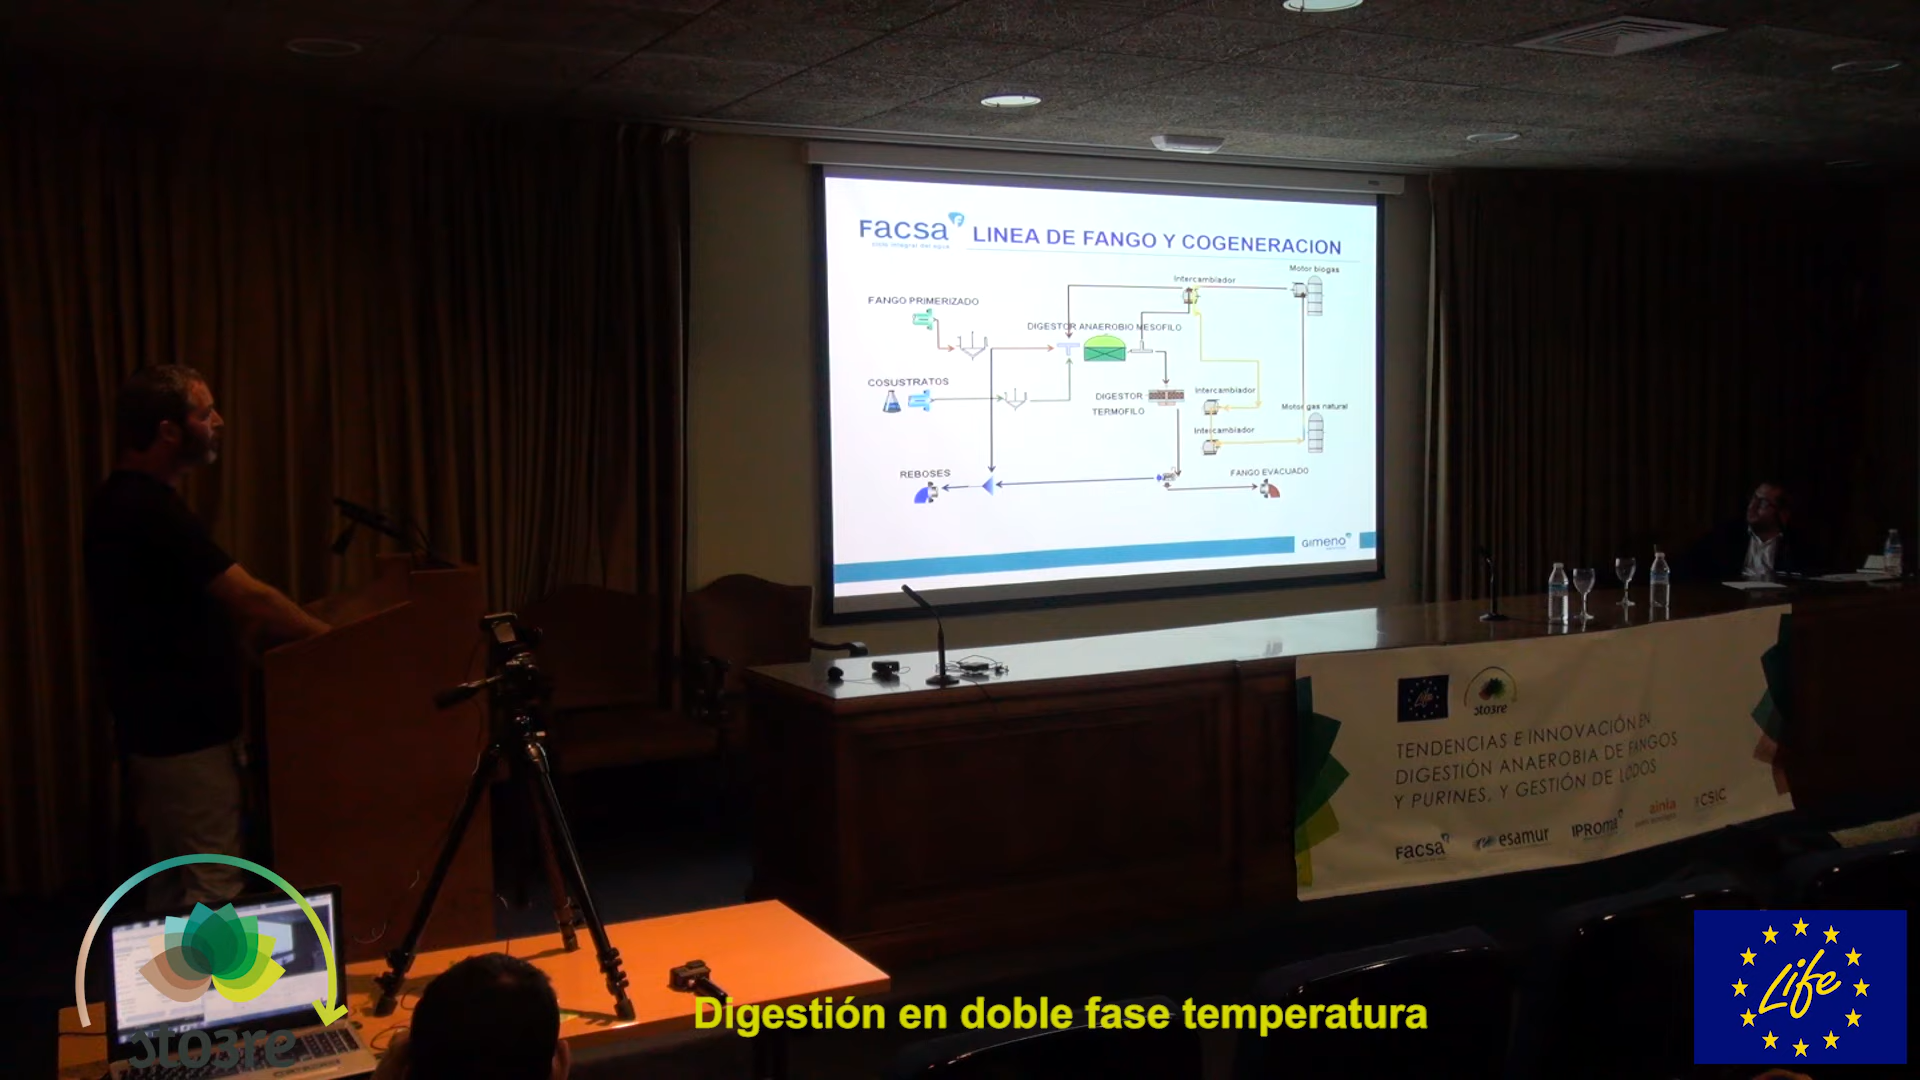 Facsa
LINEA DE FANGO Y COGENERACION
Motor biogas
Intercambiador
FANGO PRIMERIZADO
DIGESTOR ANAEROBIO MESOFILO
COSUSTRATOS
DIGESTOR
TERMOFILO
Intercambiador
Motor gas natural
Intercambiador
REBOSES
FANGO EVACUADO
Gimeno
Life
sto3re
TENDENCIAS E INNOVACIÓN EN
DIGESTIÓN ANAEROBIA DE FANGOS
Y PURINES, Y GESTIÓN DE LODOS
Facsa
esamur
IPROMA
ainia
CSIC
sto3re
Digestión en doble fase temperatura
Life